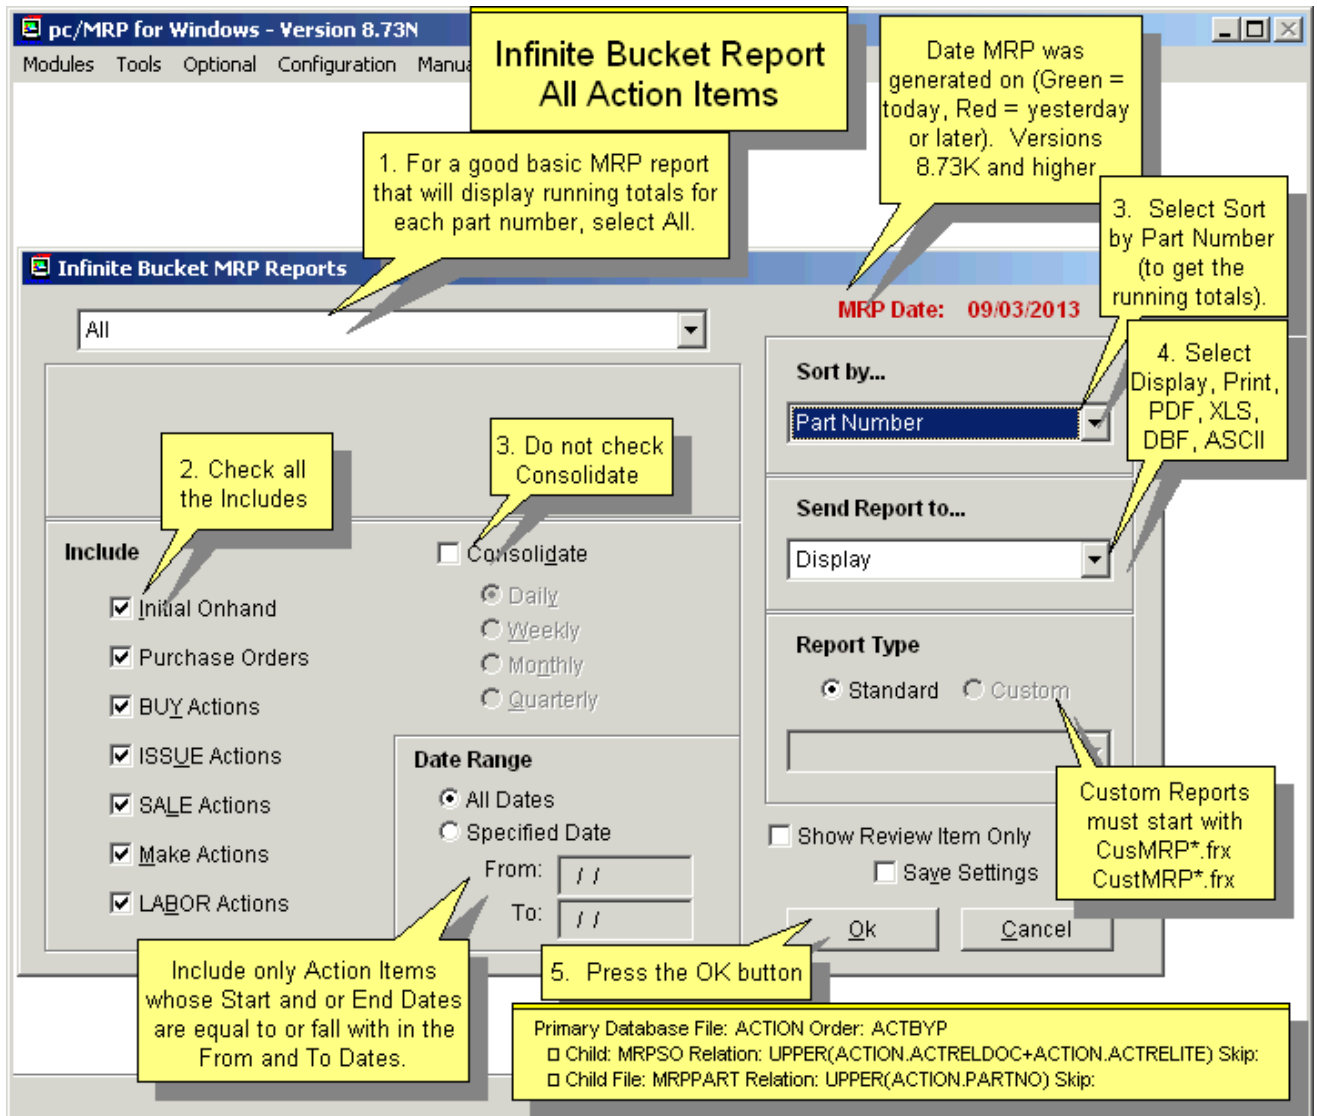 pc/MRP for Windows - Version 8.73N
Modules Tools Optional Configuration Manua
Infinite Bucket Report
All Action Items
Date MRP was
generated on (Green =
today, Red = yesterday
or later). Versions
8.73K and higher
1. For a good basic MRP report
that will display running totals for
each part number, select All.
3. Select Sort
by Part Number
(to get the
running totals).
Infinite Bucket MRP Reports
MRP Date: 09/03/2013
All
4. Select
Display, Print,
PDF, XLS,
DBF, ASCII
Sort by...
Part Number
2. Check all
the Includes
3. Do not check
Consolidate
Send Report to...
Display
Include
Initial Onhand
Purchase Orders
BUY Actions
ISSUE Actions
SALE Actions
Make Actions
LABOR Actions
Consolidate
Daily
Weekly
Monthly
Quarterly
Date Range
All Dates
Specified Date
From: / /
To: / /
Report Type
Standard Custom
Custom Reports
must start with
CusMRP*.frx
CustMRP*.frx
Show Review Item Only
Save Settings
Ok Cancel
Include only Action Items
whose Start and or End Dates
are equal to or fall with in the
From and To Dates.
5. Press the OK button
Primary Database File: ACTION Order: ACTBYP
Child: MRPSO Relation: UPPER(ACTION.ACTRELDOC+ACTION.ACTRELITE) Skip:
Child File: MRPPART Relation: UPPER(ACTION.PARTNO) Skip: